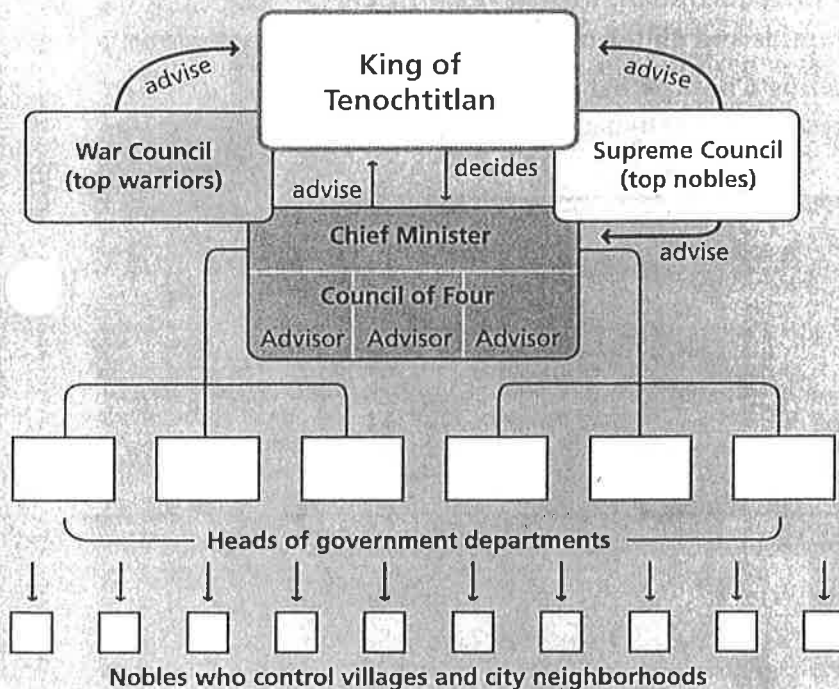 King of
Tenochtitlan
advise
advise
War Council
(top warriors)
Supreme Council
(top nobles)
advise
decides
advise
Chief Minister
Council of Four
Advisor Advisor Advisor
Heads of government departments
Nobles who control villages and city neighborhoods